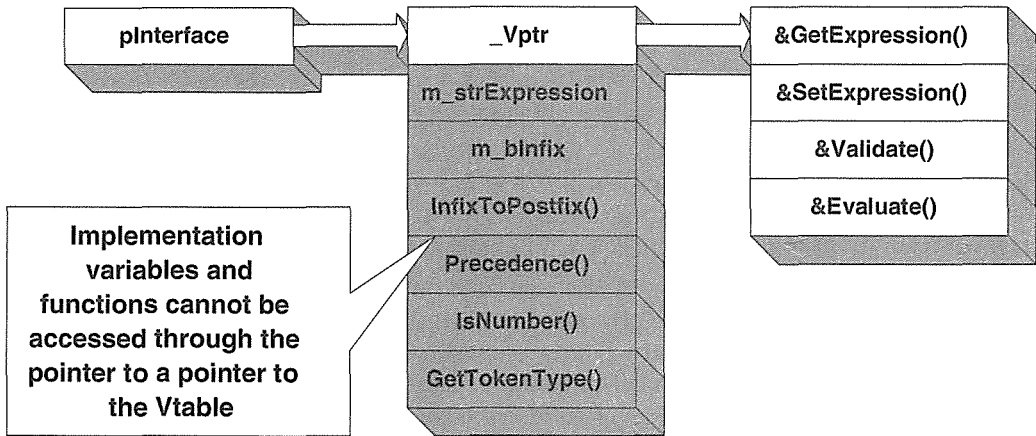 pInterface
_Vptr
m_strExpression
m_bInfix
InfixToPostfix()
Precedence()
IsNumber()
GetTokenType()
&GetExpression()
&SetExpression()
&Validate()
&Evaluate()
Implementation
variables and
functions cannot be
accessed through the
pointer to a pointer to
the Vtable